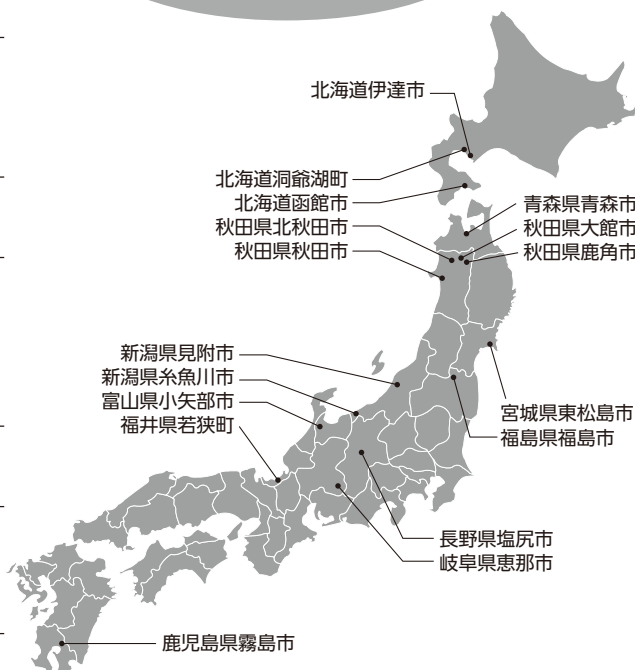 北海道伊達市
北海道洞爺湖町
北海道函館市
青森県青森市
秋田県北秋田市
秋田県大館市
秋田県秋田市
秋田県鹿角市
新潟県見附市
新潟県糸魚川市
富山県小矢部市
福井県若狭町
宮城県東松島市
福島県福島市
長野県塩尻市
岐阜県恵那市
鹿児島県霧島市